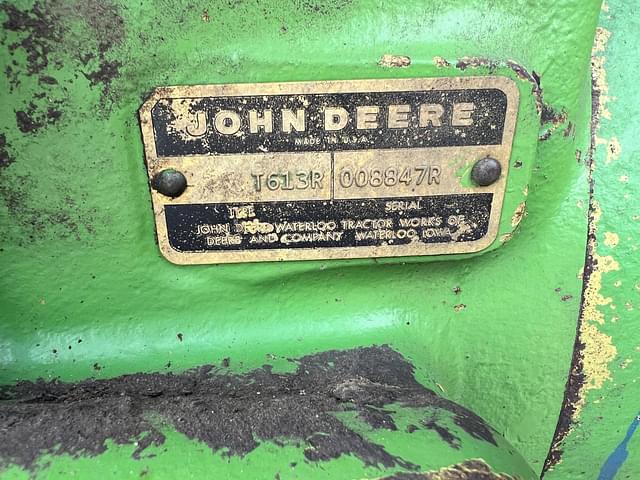 JOHN DEERE
MADE IN U.S.A.
T613R 008847R
TYPE SERIAL
JOHN DEERE WATERLOO TRACTOR WORKS OF
DEERE AND COMPANY WATERLOO, IOWA